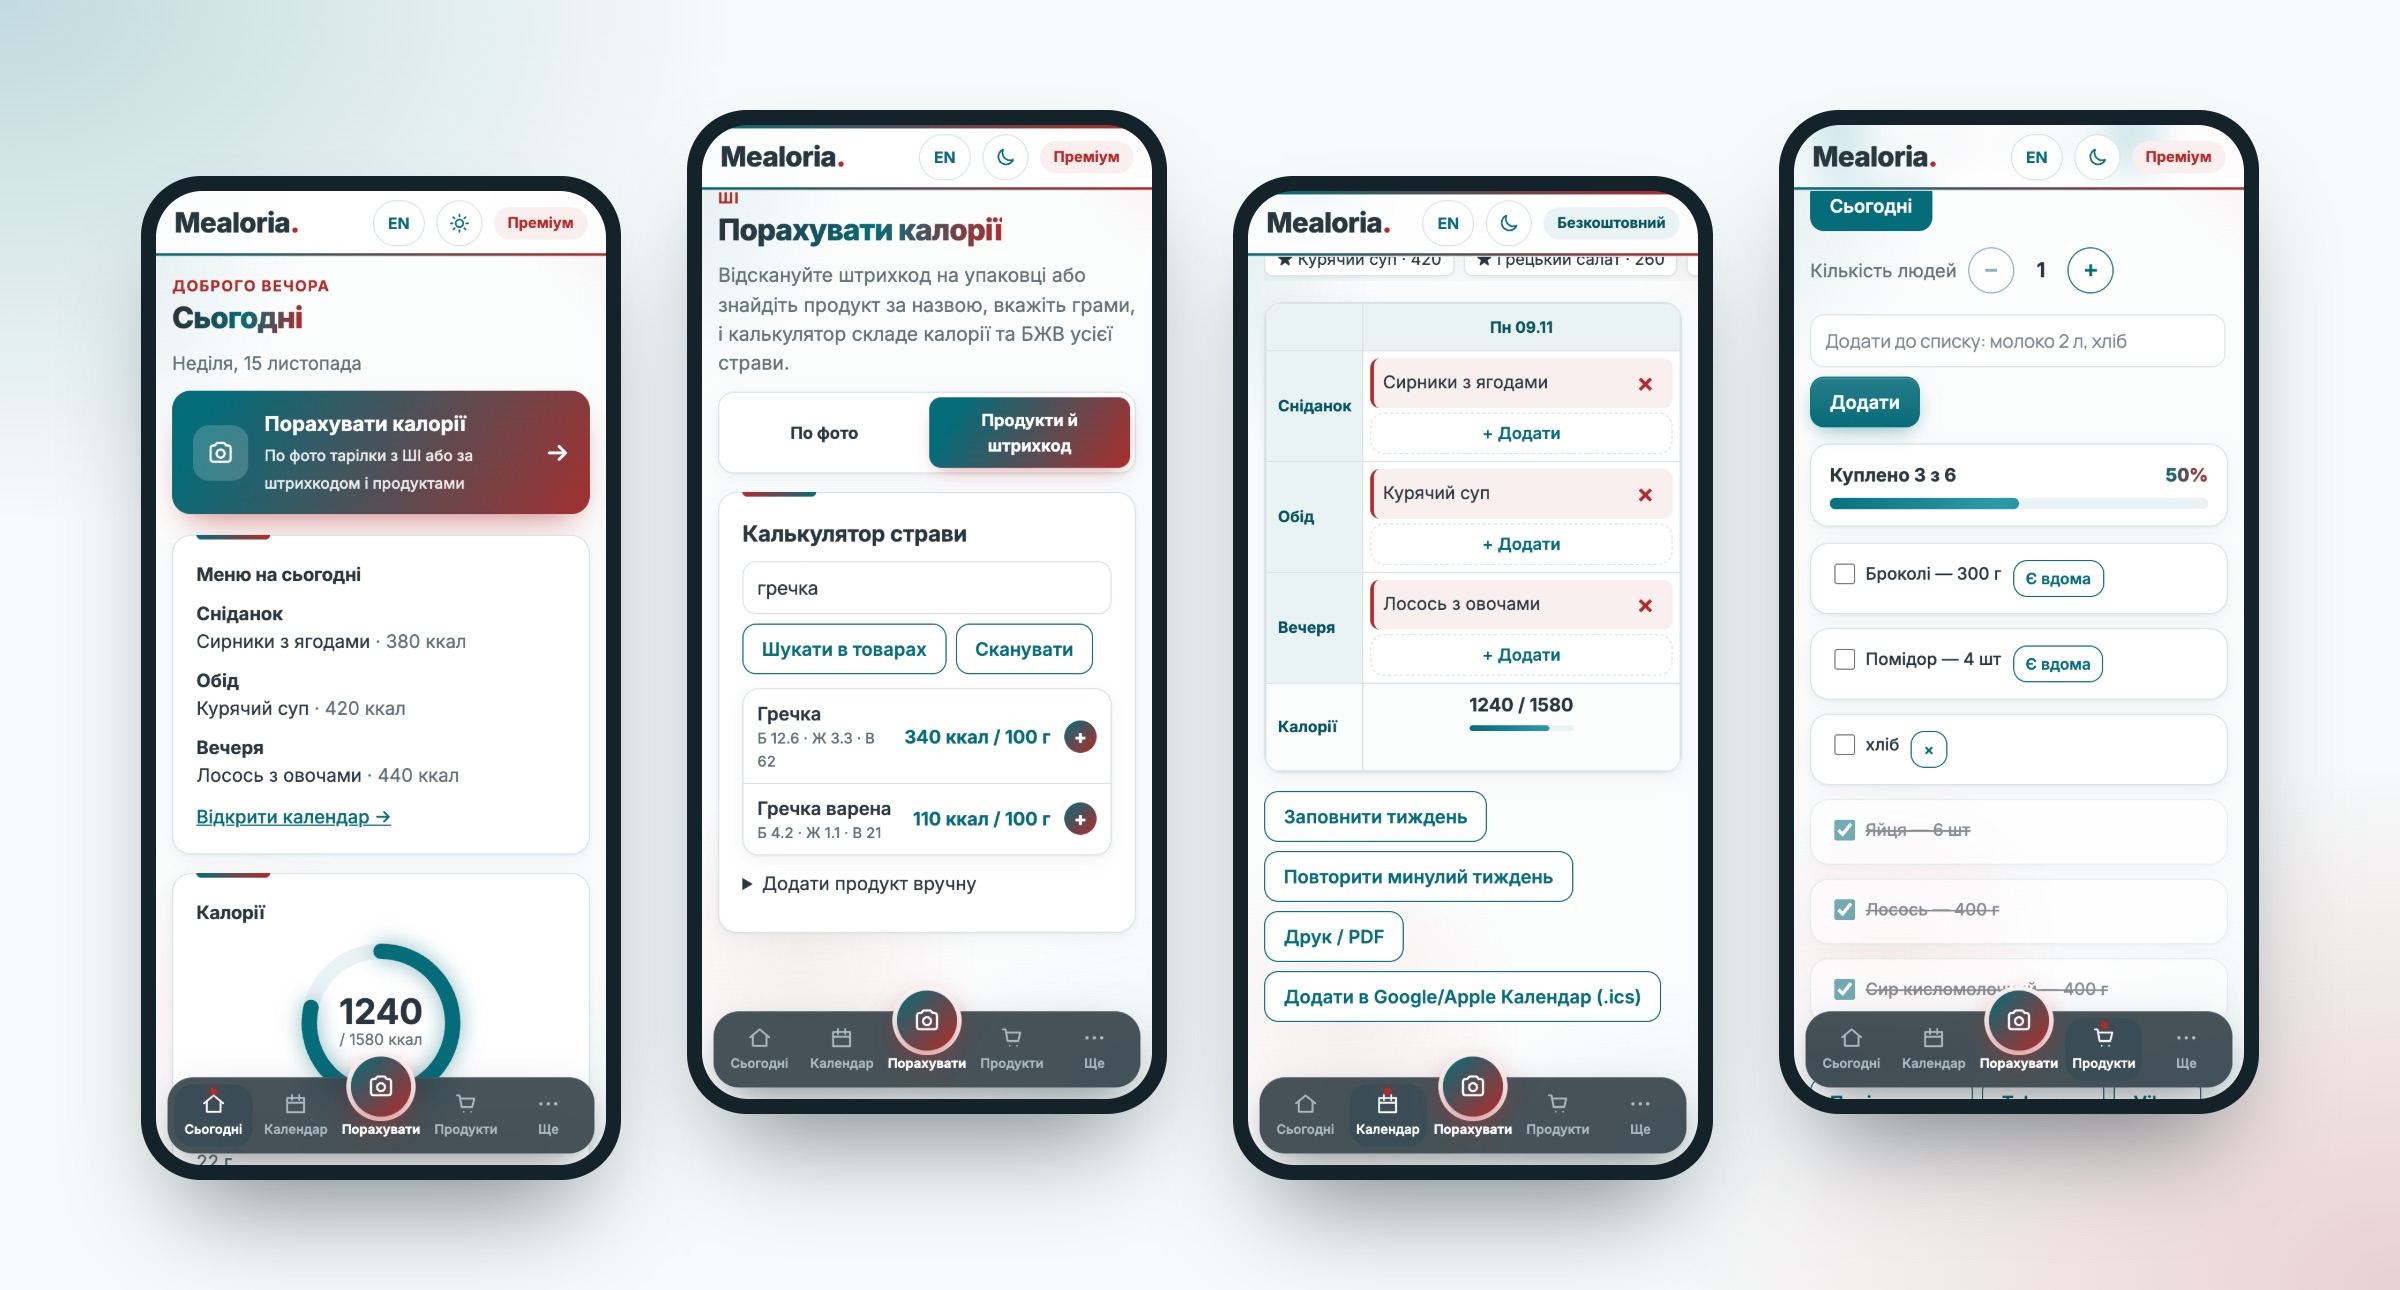 Mealoria.
EN
Преміум
ДОБРОГО ВЕЧОРА
Сьогодні
Неділя, 15 листопада
Порахувати калорії
По фото тарілки з ШІ або за
штрихкодом і продуктами
Меню на сьогодні
Сніданок
Сирники з ягодами · 380 ккал
Обід
Курячий суп · 420 ккал
Вечеря
Лосось з овочами · 440 ккал
Відкрити календар →
Калорії
1240
/ 1580 ккал
Сьогодні
Календар
Порахувати
Продукти
Ще
22 г
Mealoria.
EN
Преміум
ШІ
Порахувати калорії
Відскануйте штрихкод на упаковці або
знайдіть продукт за назвою, вкажіть грами,
і калькулятор складе калорії та БЖВ усієї
страви.
По фото
Продукти й
штрихкод
Калькулятор страви
гречка
Шукати в товарах
Сканувати
Гречка
Б 12.6 · Ж 3.3 · В
62
340 ккал / 100 г
+
Гречка варена
Б 4.2 · Ж 1.1 · В 21
110 ккал / 100 г
+
Додати продукт вручну
Сьогодні
Календар
Порахувати
Продукти
Ще
Mealoria.
EN
Безкоштовний
★ Курячий суп · 420
★ Грецький салат · 260
Пн 09.11
Сніданок
Сирники з ягодами ×
+ Додати
Обід
Курячий суп ×
+ Додати
Вечеря
Лосось з овочами ×
+ Додати
Калорії
1240 / 1580
Заповнити тиждень
Повторити минулий тиждень
Друк / PDF
Додати в Google/Apple Календар (.ics)
Сьогодні
Календар
Порахувати
Продукти
Ще
Mealoria.
EN
Преміум
Сьогодні
Кількість людей − 1 +
Додати до списку: молоко 2 л, хліб
Додати
Куплено 3 з 6
50%
Броколі — 300 г
Є вдома
Помідор — 4 шт
Є вдома
хліб
×
Яйця — 6 шт
Лосось — 400 г
Сир — 400 г
Сьогодні
Календар
Порахувати
Продукти
Ще